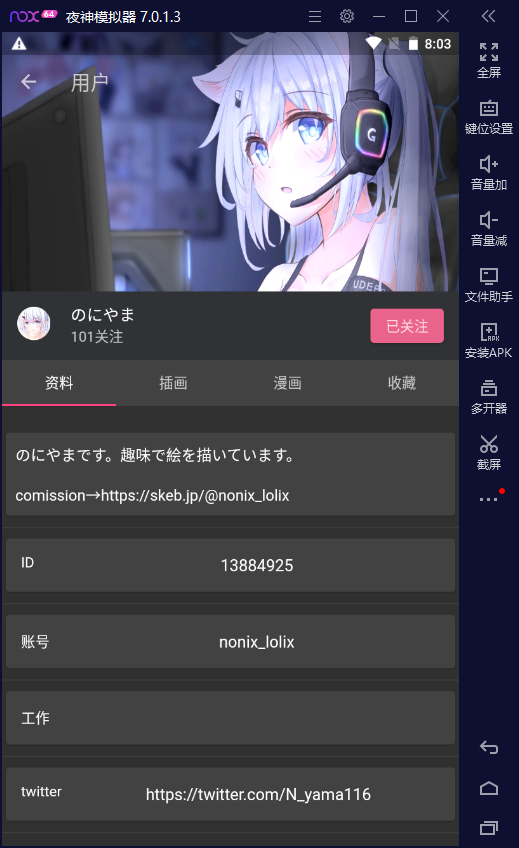 nox 64 夜神模拟器 7.0.1.3
8:03
用户
G
UDE
全屏
键位设置
音量加
音量减
文件助手
APK
安装APK
多开器
截屏
のにやま
101关注
已关注
资料 插画 漫画 收藏
のにやまです。趣味で絵を描いています。
comission→https://skeb.jp/@nonix_lolix
ID 13884925
账号 nonix_lolix
工作
twitter https://twitter.com/N_yama116